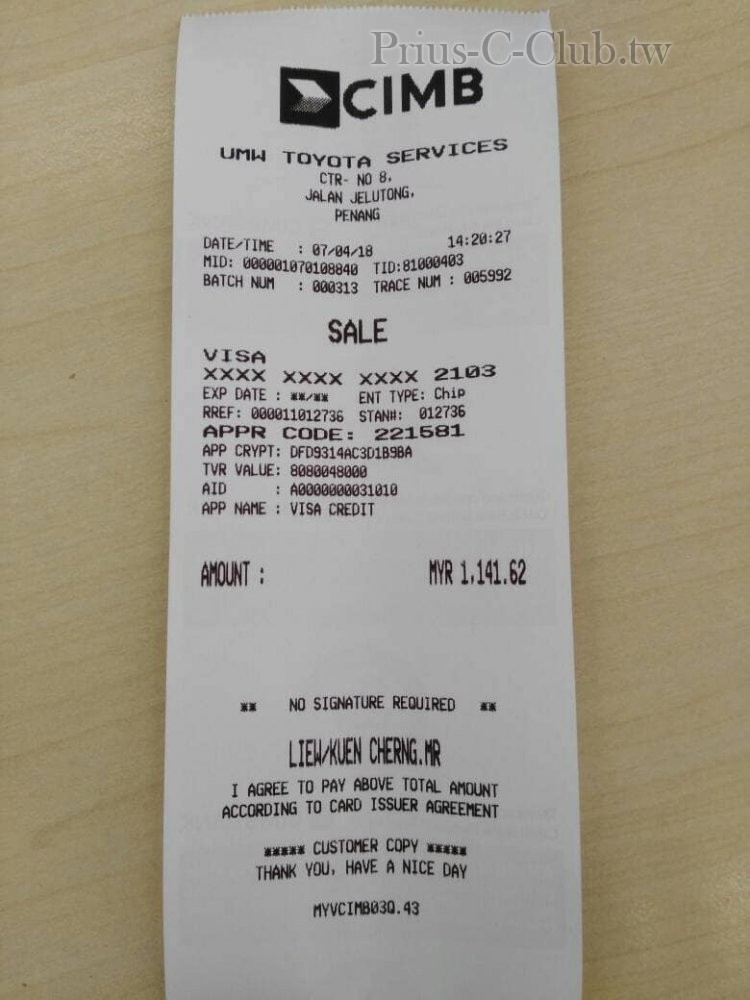 Prius-C-Club.tw
CIMB
UMW TOYOTA SERVICES
CTR- NO 8,
JALAN JELUTONG,
PENANG
DATE/TIME : 07/04/18 14:20:27
MID: 000001070108840 TID:81000403
BATCH NUM : 000313 TRACE NUM : 005992
SALE
VISA
XXXX XXXX XXXX 2103
EXP DATE : **/** ENT TYPE: Chip
RREF: 000011012736 STAN#: 012736
APPR CODE: 221581
APP CRYPT: DFD9314AC3D1B9BA
TVR VALUE: 8080048000
AID : A0000000031010
APP NAME : VISA CREDIT
AMOUNT : MYR 1,141.62
** NO SIGNATURE REQUIRED **
LIEW/KUEN CHERNG.MR
I AGREE TO PAY ABOVE TOTAL AMOUNT
ACCORDING TO CARD ISSUER AGREEMENT
***** CUSTOMER COPY *****
THANK YOU, HAVE A NICE DAY
MYVCIMB03Q.43